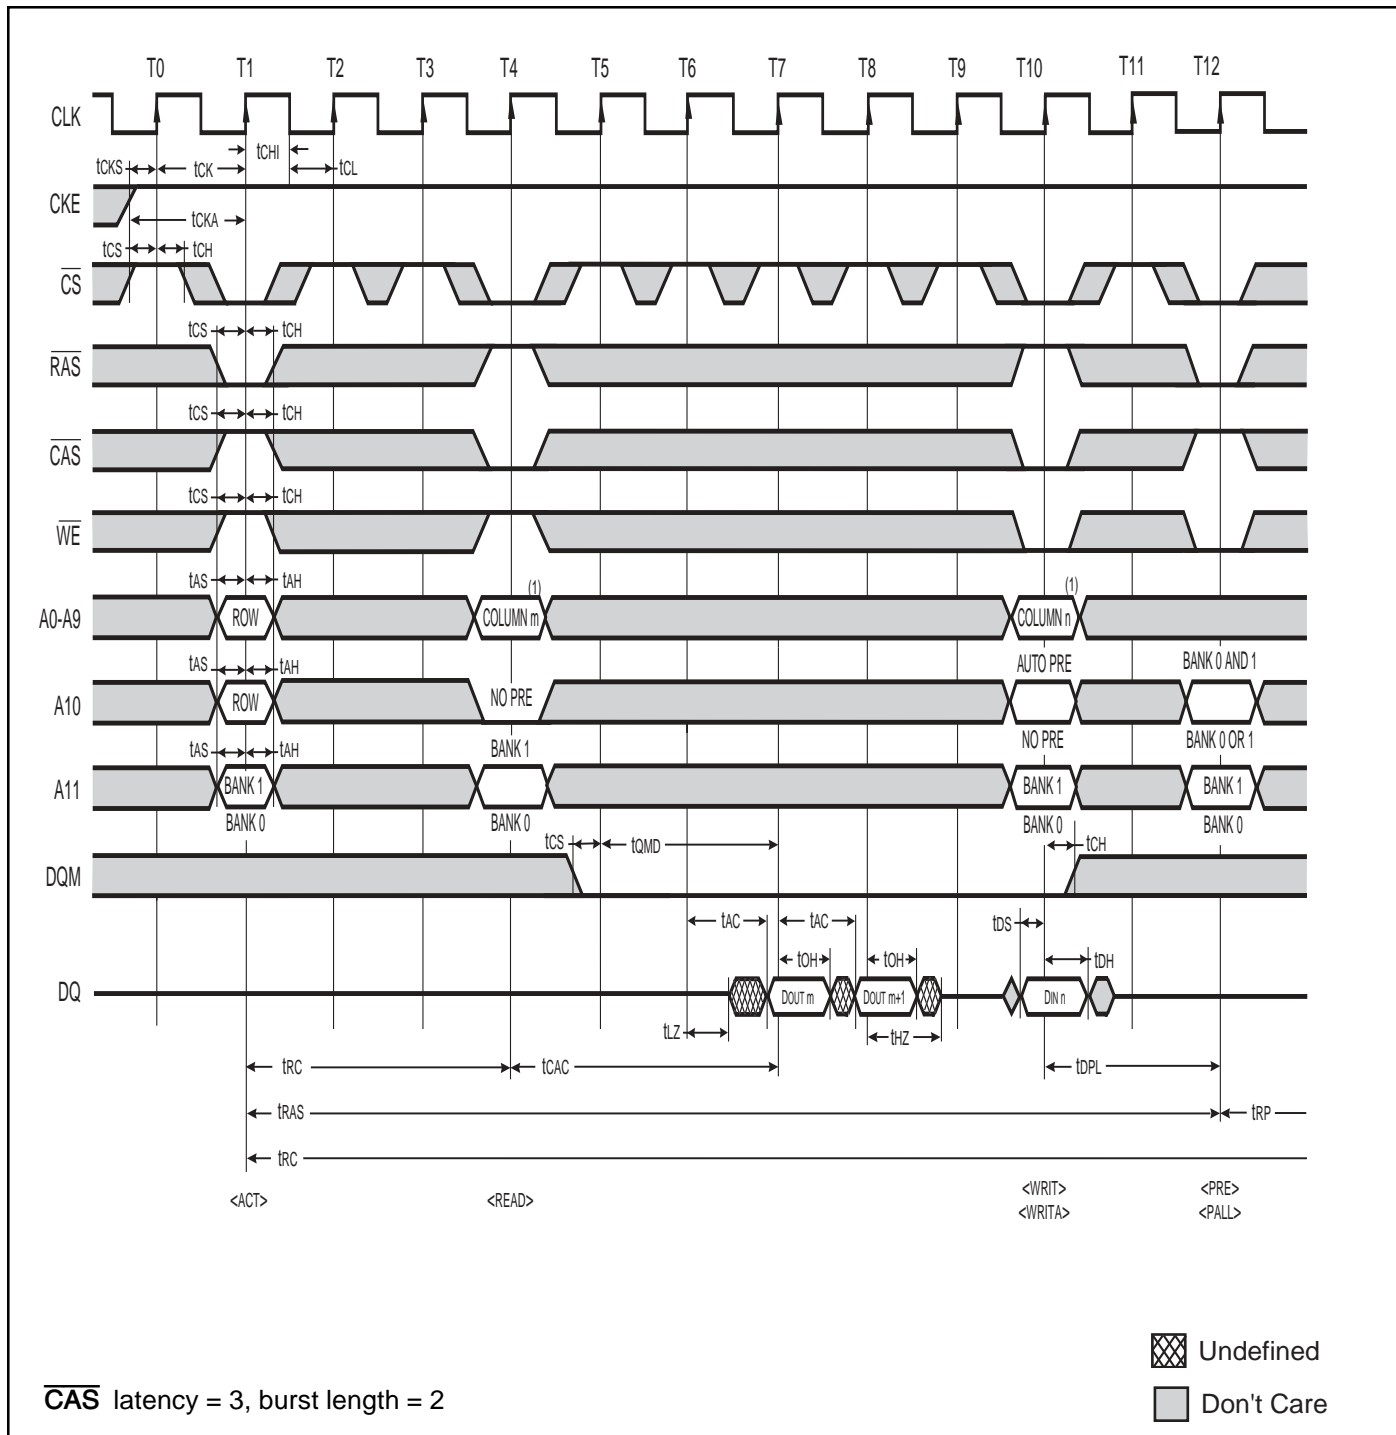 T0 T1 T2 T3 T4 T5 T6 T7 T8 T9 T10 T11 T12
CLK
tCHI
tCKS tCK tCL
CKE
tCKA
tCS tCH
CS
tCS tCH
RAS
tCS tCH
CAS
tCS tCH
WE
tAS tAH (1) (1)
A0-A9 ROW COLUMN m COLUMN n
tAS tAH AUTO PRE BANK 0 AND 1
A10 ROW NO PRE
tAS tAH BANK 1 NO PRE BANK 0 OR 1
A11 BANK 1 BANK 1 BANK 1
BANK 0 BANK 0 BANK 0 BANK 0
tCS tQMD tCH
DQM
tAC tAC tDS
tOH tOH tDH
DQ DOUT m DOUT m+1 DIN n
tLZ tHZ
tRC tCAC tDPL
tRAS tRP
tRC
<ACT> <READ> <WRIT> <PRE>
<WRITA> <PALL>
Undefined
CAS latency = 3, burst length = 2
Don't Care